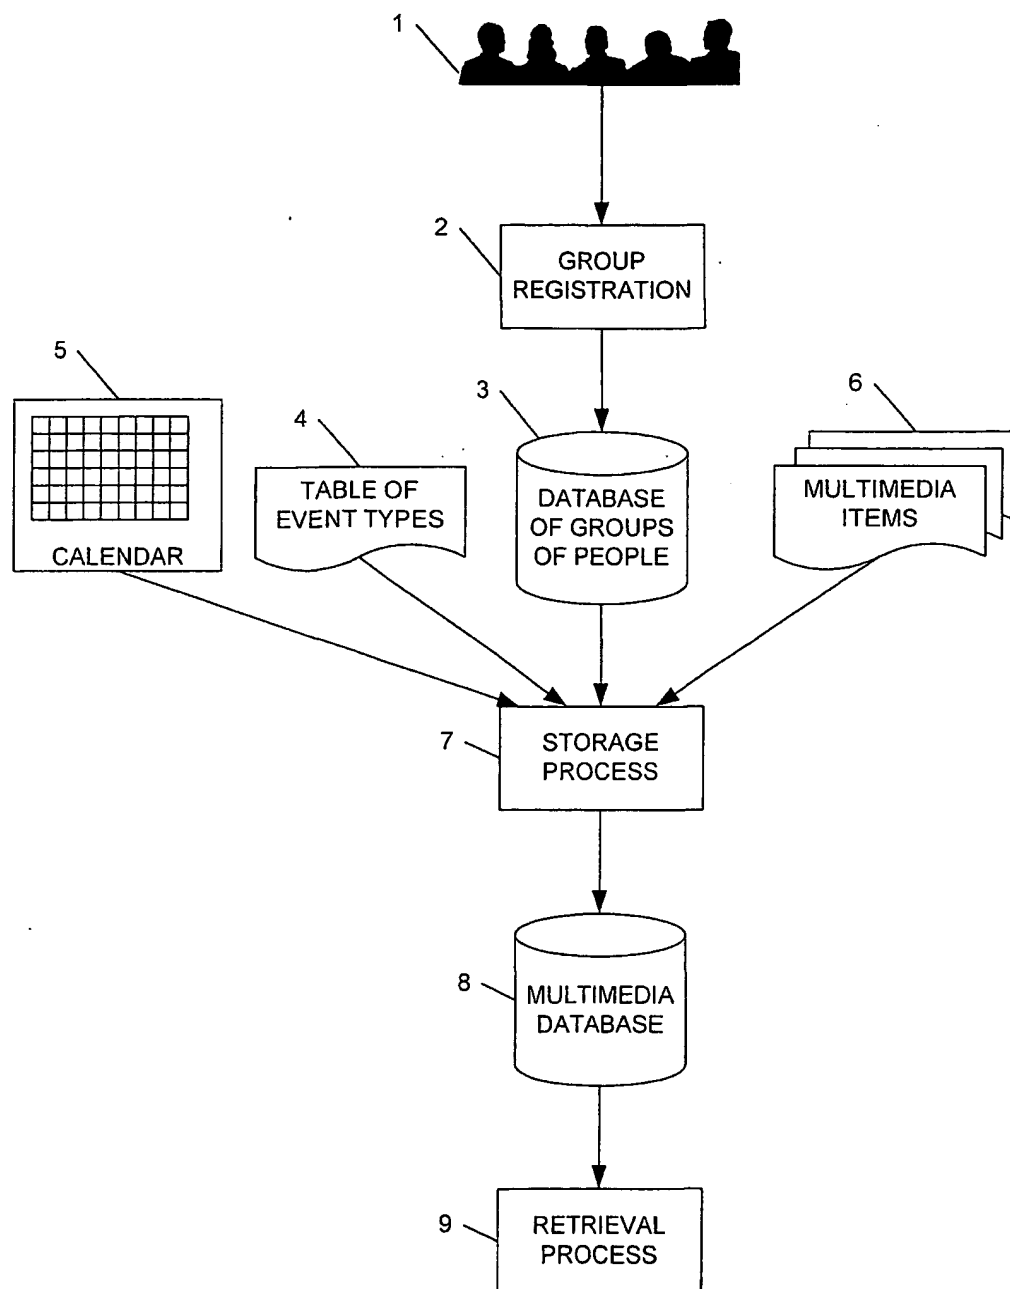 1
2
GROUP
REGISTRATION
5
4
3
6
CALENDAR
TABLE OF
EVENT TYPES
DATABASE
OF GROUPS
OF PEOPLE
MULTIMEDIA
ITEMS
7
STORAGE
PROCESS
8
MULTIMEDIA
DATABASE
9
RETRIEVAL
PROCESS